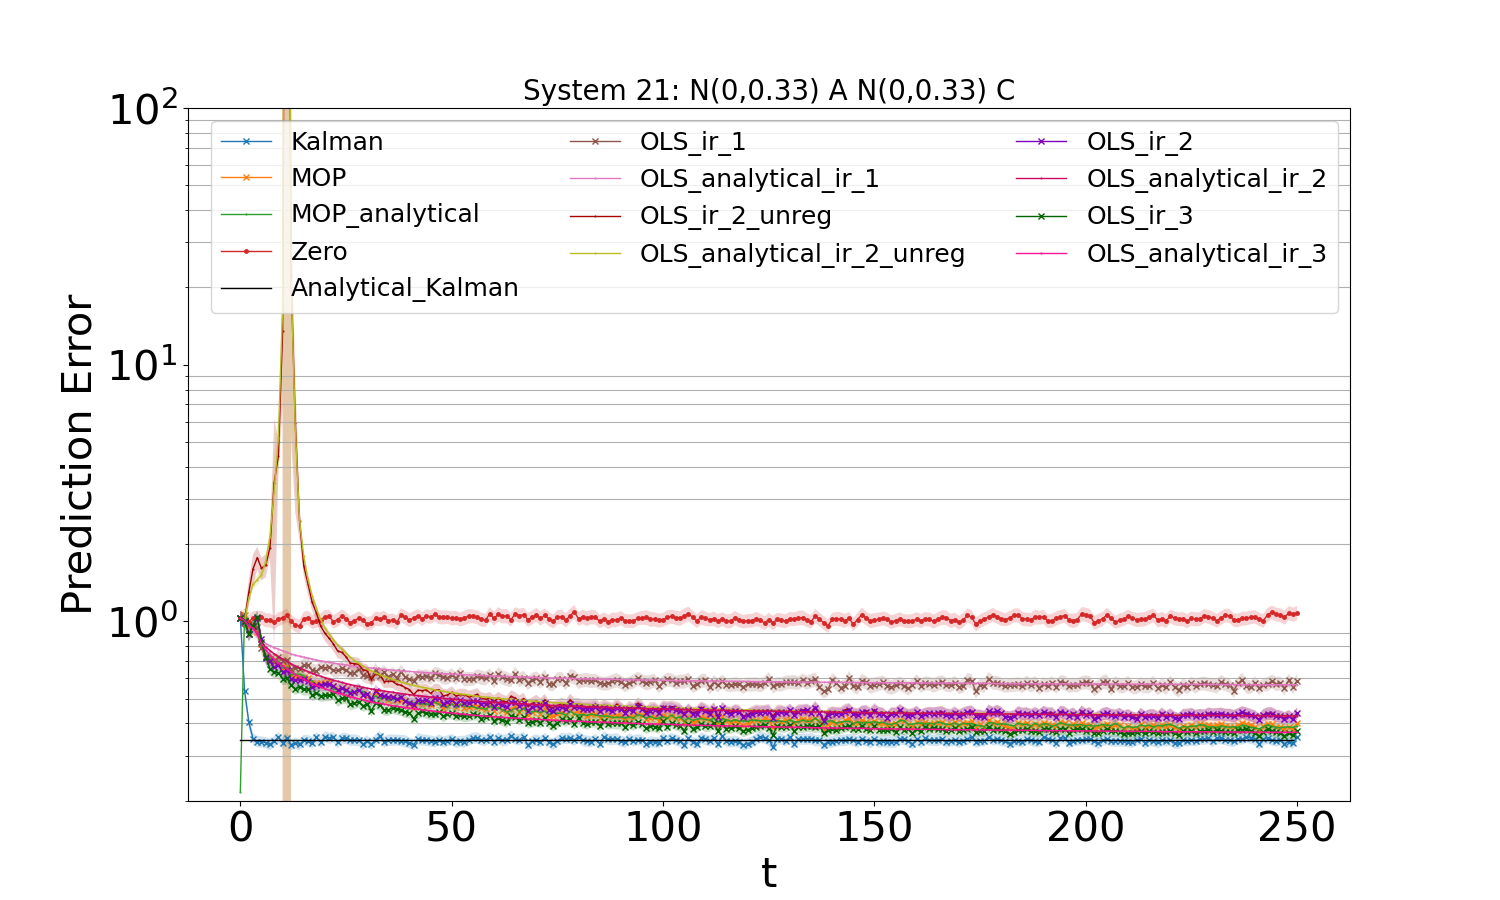 System 21: N(0,0.33) A N(0,0.33) C
Prediction Error
10²
10¹
10⁰
Kalman
MOP
MOP_analytical
Zero
Analytical_Kalman
OLS_ir_1
OLS_analytical_ir_1
OLS_ir_2_unreg
OLS_analytical_ir_2_unreg
OLS_ir_2
OLS_analytical_ir_2
OLS_ir_3
OLS_analytical_ir_3
0 50 100 150 200 250
t